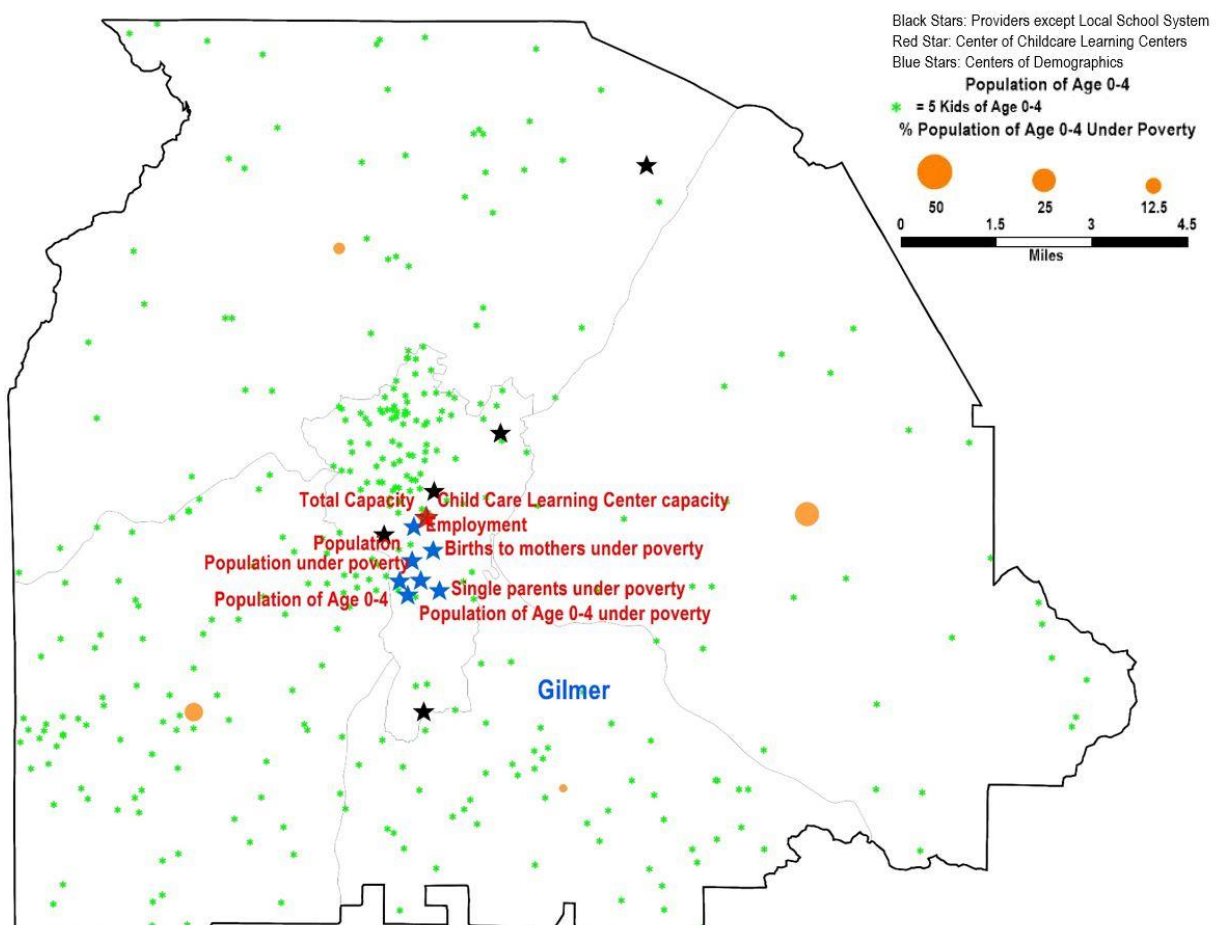 Black Stars: Providers except Local School System
Red Star: Center of Childcare Learning Centers
Blue Stars: Centers of Demographics
Population of Age 0-4
= 5 Kids of Age 0-4
% Population of Age 0-4 Under Poverty
50 25 12.5
0 1.5 3 4.5
Miles
Total Capacity Child Care Learning Center capacity
Employment
Population
Births to mothers under poverty
Population under poverty
Single parents under poverty
Population of Age 0-4
Population of Age 0-4 under poverty
Gilmer